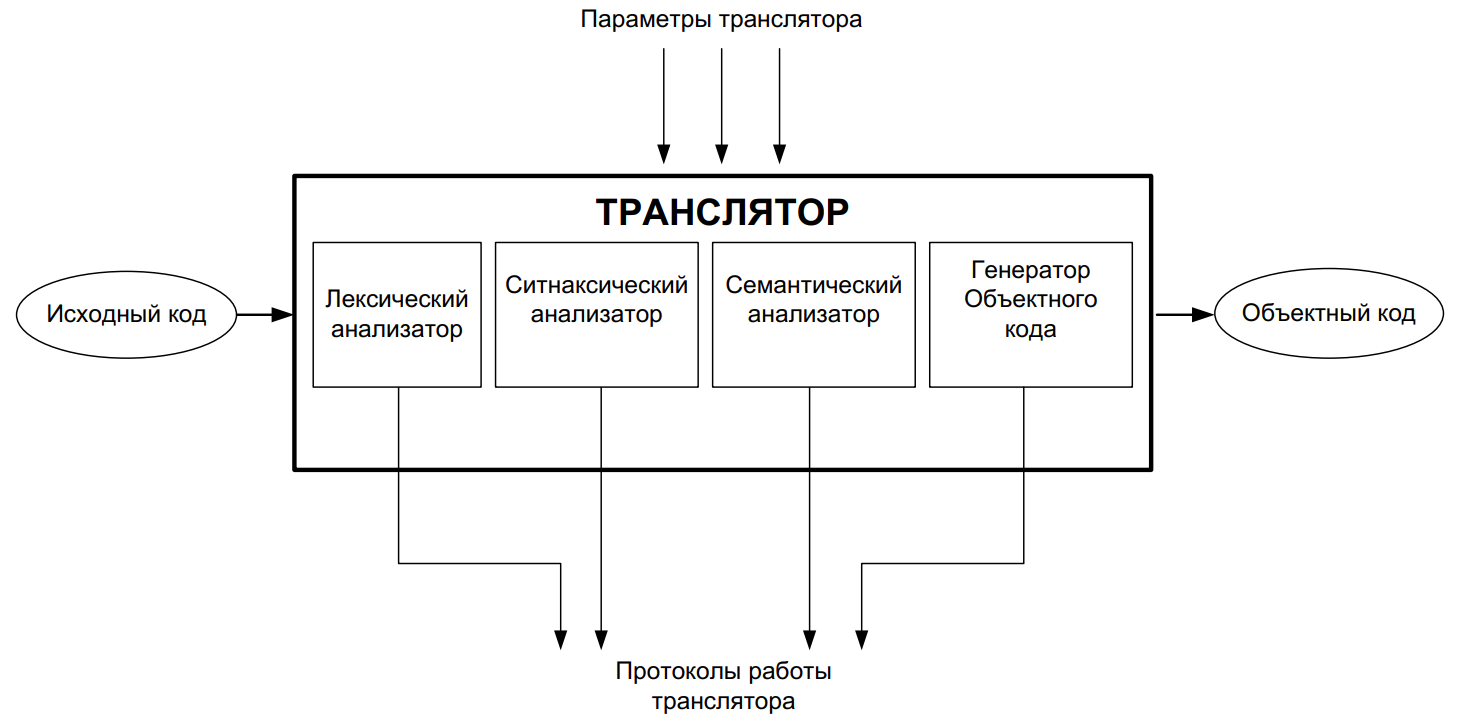 Параметры транслятора
ТРАНСЛЯТОР
Исходный код
Лексический
анализатор
Ситнаксический
анализатор
Семантический
анализатор
Генератор
Объектного
кода
Объектный код
Протоколы работы
транслятора